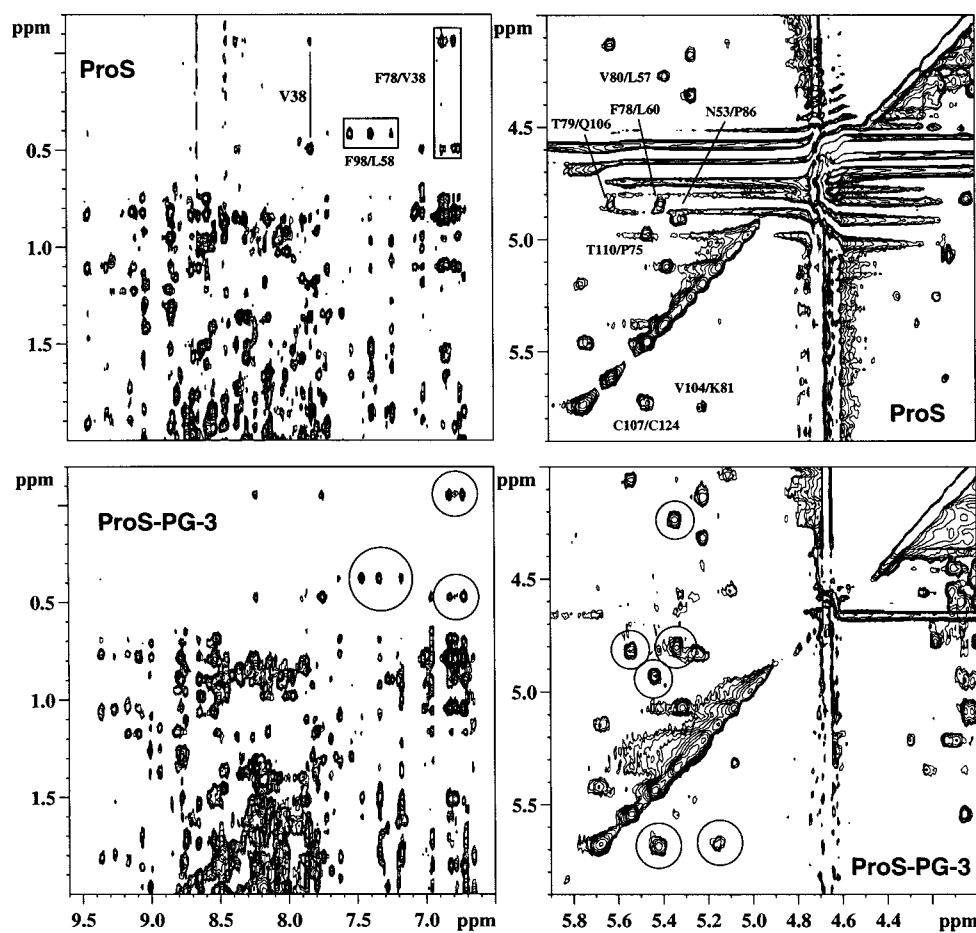 ppm
ProS
V38
F78/V38
F98/L58
0.5
1.0
1.5
ppm
V80/L57
F78/L60
N53/P86
T79/Q106
4.5
5.0
T110/P75
5.5
V104/K81
C107/C124
ProS
ppm
ProS-PG-3
0.5
1.0
1.5
9.5
9.0
8.5
8.0
7.5
7.0
ppm
ppm
4.5
5.0
5.5
ProS-PG-3
5.8
5.6
5.4
5.2
5.0
4.8
4.6
4.4
ppm